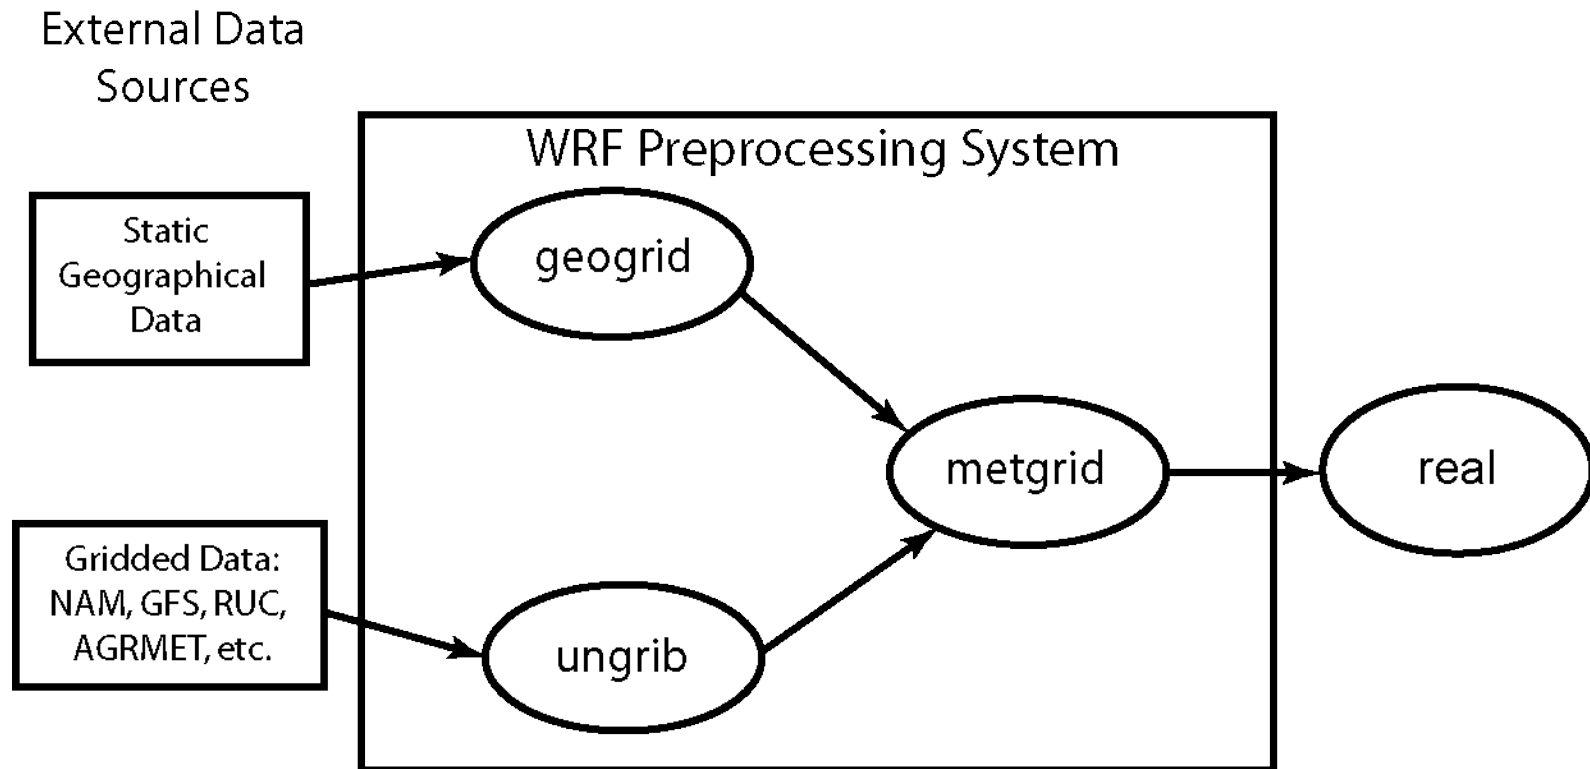 External Data
Sources
WRF Preprocessing System
Static
Geographical
Data
geogrid
metgrid
real
Gridded Data:
NAM, GFS, RUC,
AGRMET, etc.
ungrib